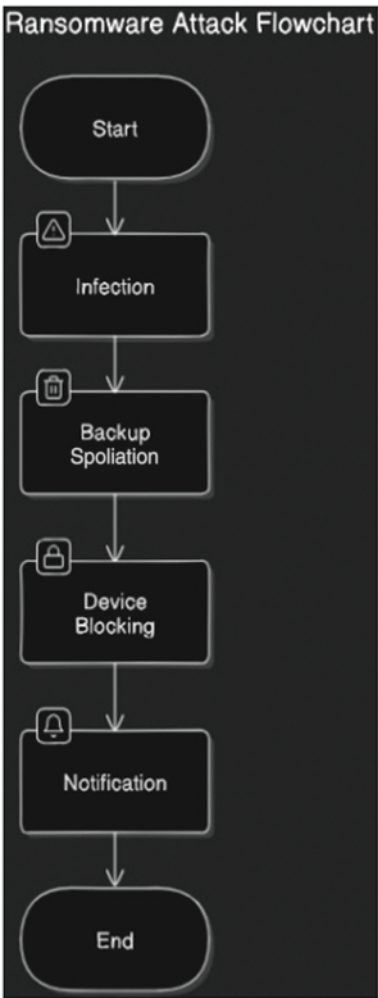 Ransomware Attack Flowchart
Start
Infection
Backup
Spoliation
Device
Blocking
Notification
End